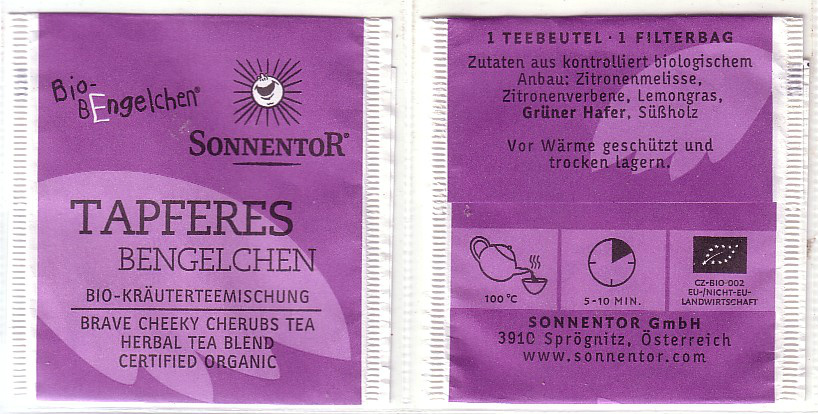 Bio-
BEngelchen®
SONNENTOR®
TAPFERES
BENGELCHEN
BIO-KRÄUTERTEEMISCHUNG
BRAVE CHEEKY CHERUBS TEA
HERBAL TEA BLEND
CERTIFIED ORGANIC
1 TEEBEUTEL · 1 FILTERBAG
Zutaten aus kontrolliert biologischem
Anbau: Zitronenmelisse,
Zitronenverbene, Lemongras,
Grüner Hafer, Süßholz
Vor Wärme geschützt und
trocken lagern.
100 °C
5-10 MIN.
CZ-BIO-002
EU-/NICHT-EU-
LANDWIRTSCHAFT
SONNENTOR GmbH
3910 Sprögnitz, Österreich
www.sonnentor.com